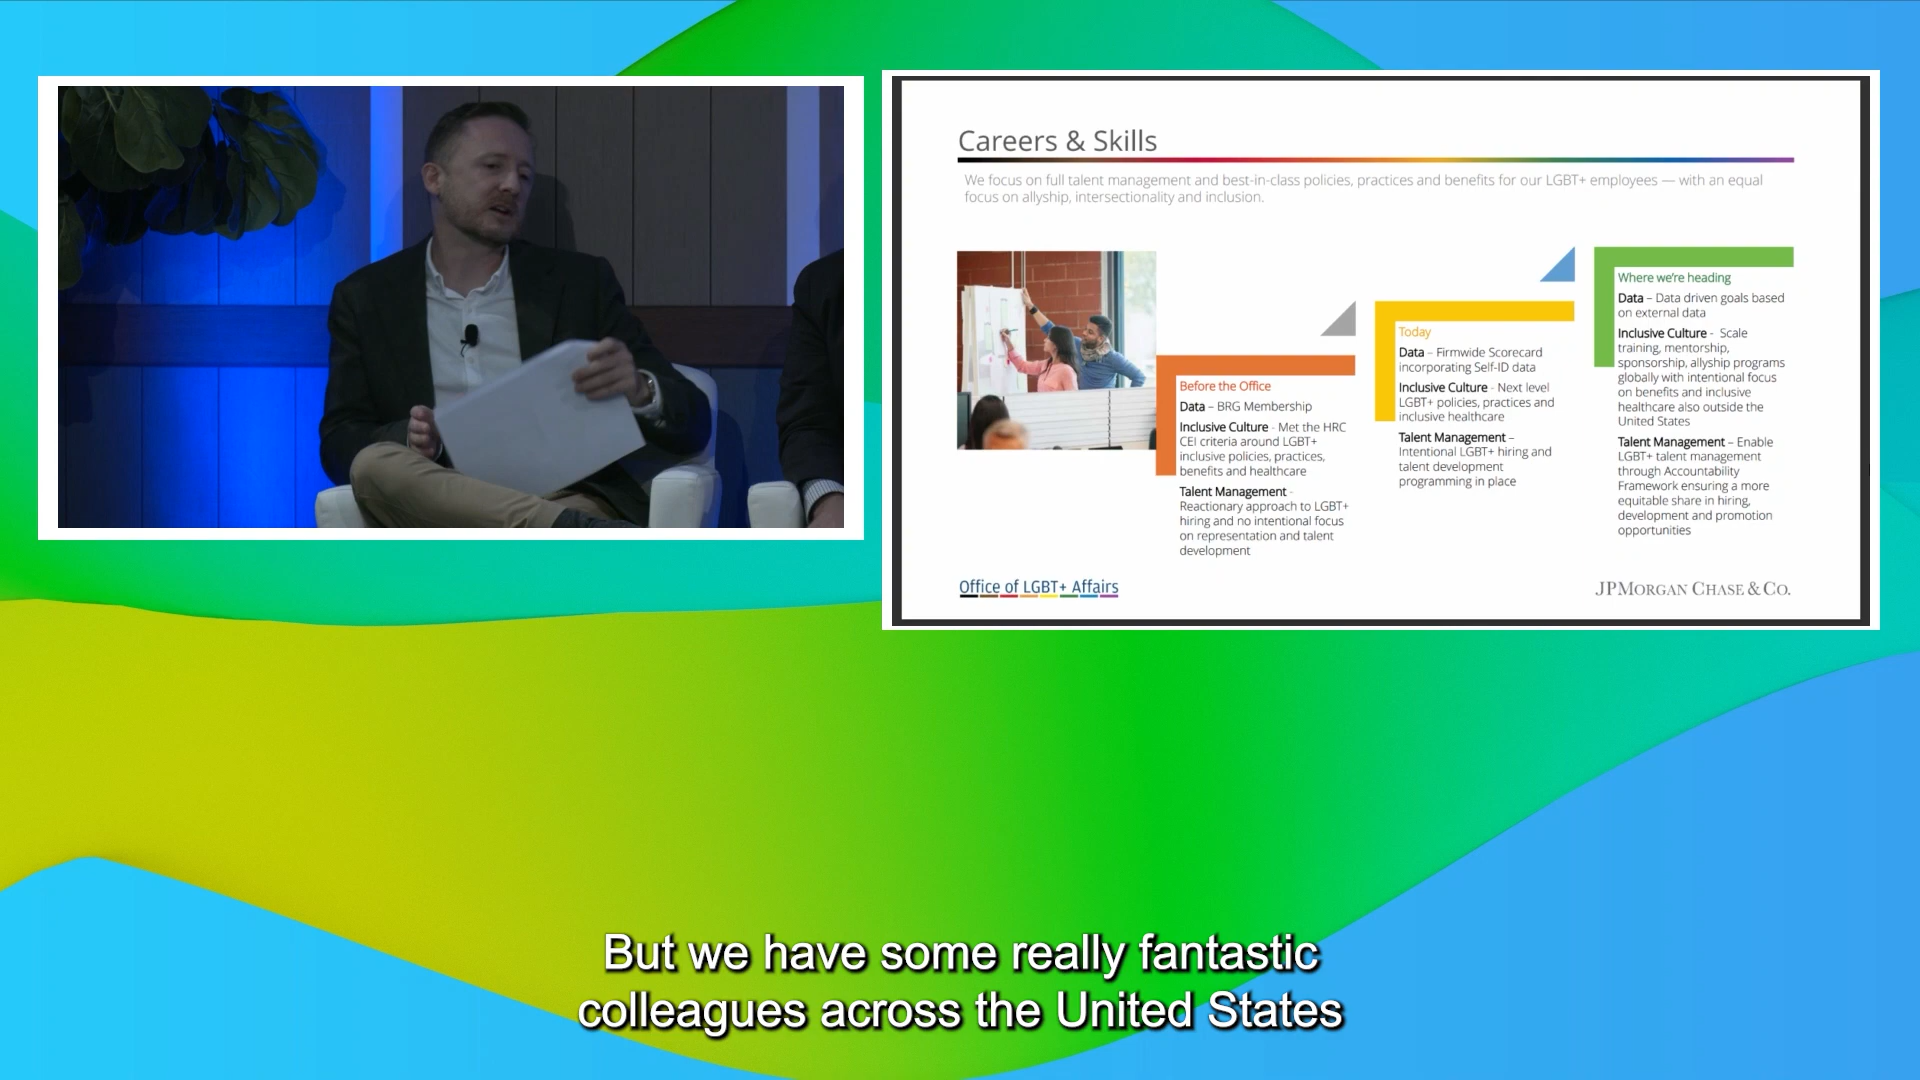 Careers & Skills
We focus on full talent management and best-in-class policies, practices and benefits for our LGBT+ employees — with an equal
focus on allyship, intersectionality and inclusion.
Before the Office
Data – BRG Membership
Inclusive Culture - Met the HRC
CEI criteria around LGBT+
inclusive policies, practices,
benefits and healthcare
Talent Management -
Reactionary approach to LGBT+
hiring and no intentional focus
on representation and talent
development
Today
Data – Firmwide Scorecard
incorporating Self-ID data
Inclusive Culture - Next level
LGBT+ policies, practices and
inclusive healthcare
Talent Management –
Intentional LGBT+ hiring and
talent development
programming in place
Where we're heading
Data – Data driven goals based
on external data
Inclusive Culture - Scale
training, mentorship,
sponsorship, allyship programs
globally with intentional focus
on benefits and inclusive
healthcare also outside the
United States
Talent Management – Enable
LGBT+ talent management
through Accountability
Framework ensuring a more
equitable share in hiring,
development and promotion
opportunities
Office of LGBT+ Affairs
JPMORGAN CHASE & CO.
But we have some really fantastic
colleagues across the United States